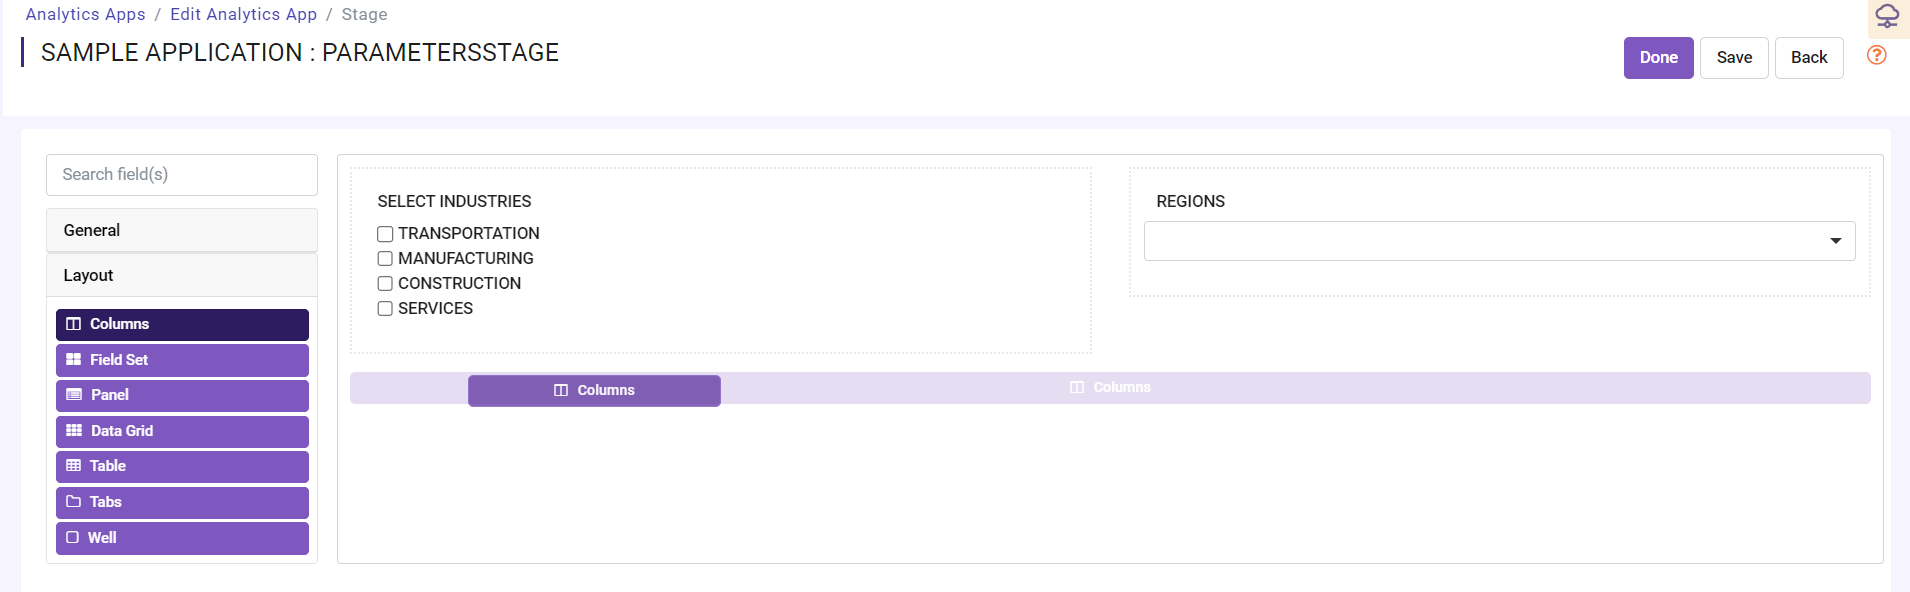 Analytics Apps / Edit Analytics App / Stage
SAMPLE APPLICATION : PARAMETERSSTAGE
Done
Save
Back
?
Search field(s)
General
Layout
Columns
Field Set
Panel
Data Grid
Table
Tabs
Well
SELECT INDUSTRIES
TRANSPORTATION
MANUFACTURING
CONSTRUCTION
SERVICES
REGIONS
Columns
Columns